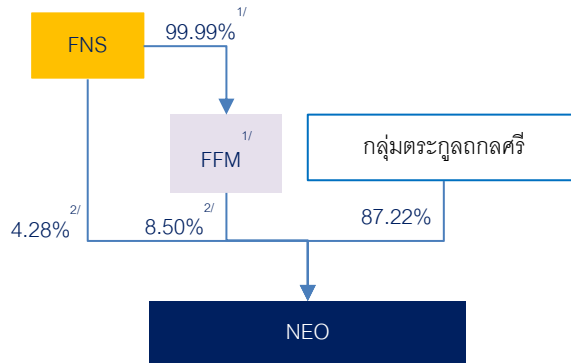 FNS
99.99% 1/
FFM 1/
กลุ่มตระกูลถกลศรี
4.28% 2/
8.50% 2/
87.22%
NEO